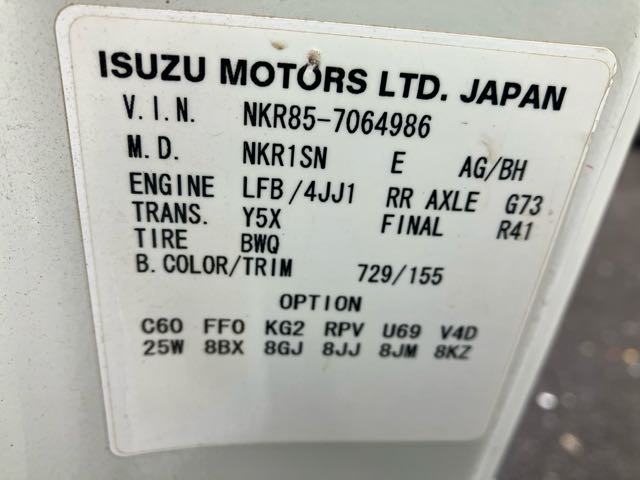 ISUZU MOTORS LTD. JAPAN
V.I.N. NKR85-7064986
M.D. NKR1SN E AG/BH
ENGINE LFB/4JJ1 RR AXLE G73
TRANS. Y5X FINAL R41
TIRE BWQ
B.COLOR/TRIM 729/155
OPTION
C60 FF0 KG2 RPV U69 V4D
25W 8BX 8GJ 8JJ 8JM 8KZ